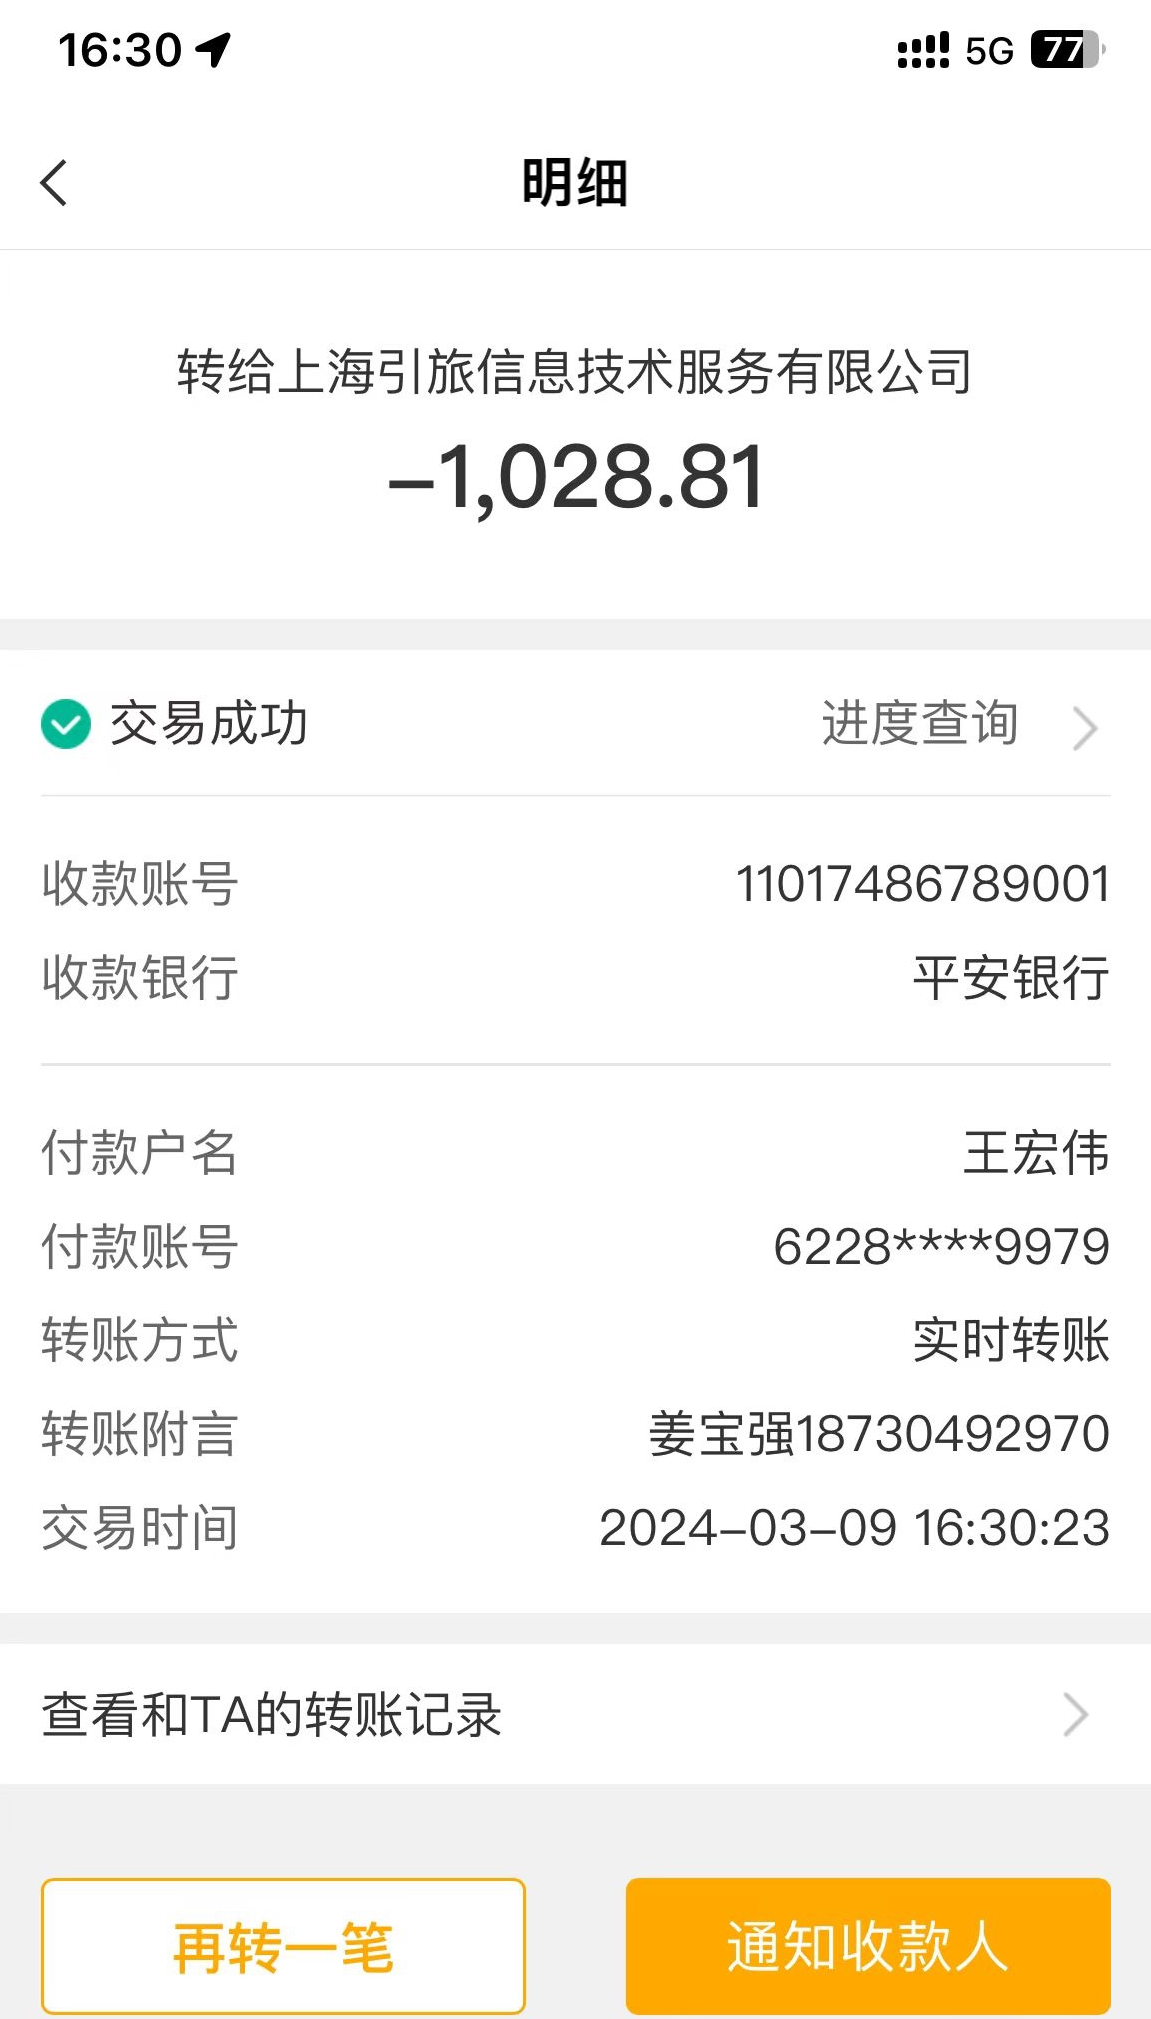 16:30 5G 77
明细
转给上海引旅信息技术服务有限公司
-1,028.81
交易成功 进度查询
收款账号 11017486789001
收款银行 平安银行
付款户名 王宏伟
付款账号 6228****9979
转账方式 实时转账
转账附言 姜宝强18730492970
交易时间 2024-03-09 16:30:23
查看和TA的转账记录
再转一笔 通知收款人